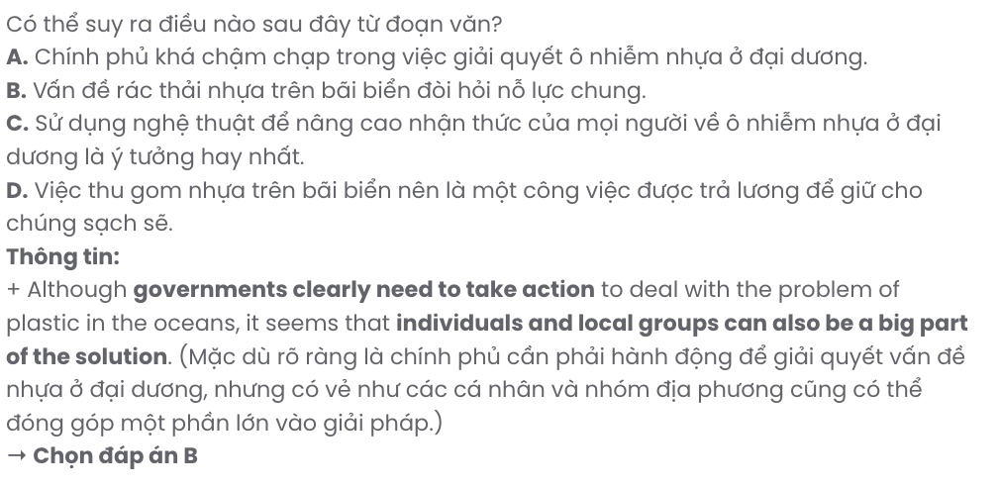 Có thể suy ra điều nào sau đây từ đoạn văn?
A. Chính phủ khá chậm chạp trong việc giải quyết ô nhiễm nhựa ở đại dương.
B. Vấn đề rác thải nhựa trên bãi biển đòi hỏi nỗ lực chung.
C. Sử dụng nghệ thuật để nâng cao nhận thức của mọi người về ô nhiễm nhựa ở đại
dương là ý tưởng hay nhất.
D. Việc thu gom nhựa trên bãi biển nên là một công việc được trả lương để giữ cho
chúng sạch sẽ.
Thông tin:
+ Although governments clearly need to take action to deal with the problem of
plastic in the oceans, it seems that individuals and local groups can also be a big part
of the solution. (Mặc dù rõ ràng là chính phủ cần phải hành động để giải quyết vấn đề
nhựa ở đại dương, nhưng có vẻ như các cá nhân và nhóm địa phương cũng có thể
đóng góp một phần lớn vào giải pháp.)
→ Chọn đáp án B